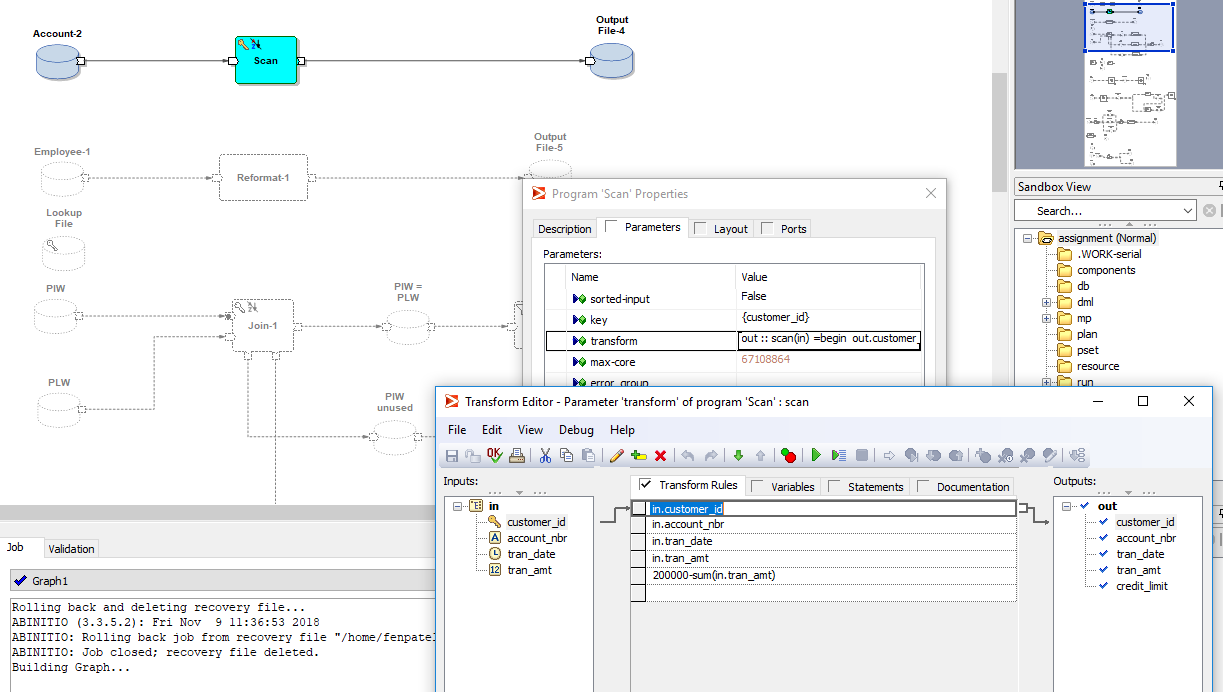 Account-2
Scan
Output
File-4
Employee-1
Reformat-1
Output
File-5
Lookup
File
PIW
Join-1
PIW =
PLW
PLW
PIW
unused
Program 'Scan' Properties
Description
Parameters
Layout
Ports
Parameters:
Name Value
sorted-input False
key {customer_id}
transform out :: scan(in) =begin out.customer_
max-core 67108864
error_group
Sandbox View
Search...
assignment (Normal)
.WORK-serial
components
db
dml
mp
plan
pset
resource
run
Transform Editor - Parameter 'transform' of program 'Scan' : scan
File Edit View Debug Help
OK
Inputs:
in
customer_id
A account_nbr
tran_date
12 tran_amt
Transform Rules
Variables
Statements
Documentation
in.customer_id
in.account_nbr
in.tran_date
in.tran_amt
200000-sum(in.tran_amt)
Outputs:
out
customer_id
account_nbr
tran_date
tran_amt
credit_limit
Job
Validation
Graph1
Rolling back and deleting recovery file...
ABINITIO (3.3.5.2): Fri Nov 9 11:36:53 2018
ABINITIO: Rolling back job from recovery file "/home/fenpatel
ABINITIO: Job closed; recovery file deleted.
Building Graph...